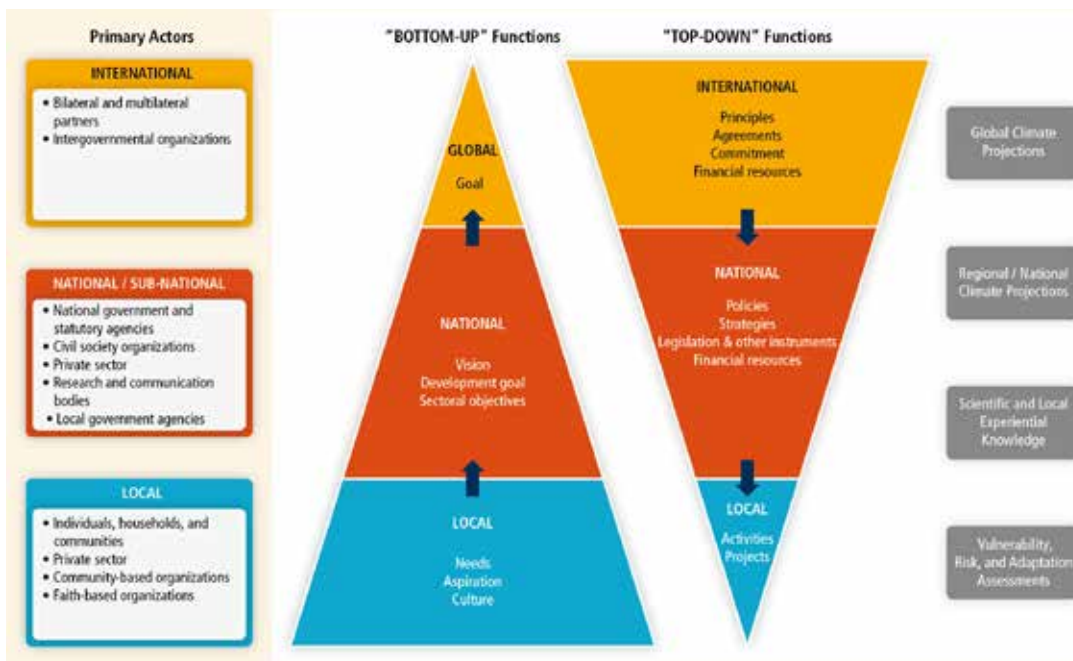 Primary Actors
INTERNATIONAL
• Bilateral and multilateral
partners
• Intergovernmental organizations
NATIONAL / SUB-NATIONAL
• National government and
statutory agencies
• Civil society organizations
• Private sector
• Research and communication
bodies
• Local government agencies
LOCAL
• Individuals, households, and
communities
• Private sector
• Community-based organizations
• Faith-based organizations
"BOTTOM-UP" Functions
GLOBAL
Goal
NATIONAL
Vision
Development goal
Sectoral objectives
LOCAL
Needs
Aspiration
Culture
"TOP-DOWN" Functions
INTERNATIONAL
Principles
Agreements
Commitment
Financial resources
NATIONAL
Policies
Strategies
Legislation & other instruments
Financial resources
LOCAL
Activities
Projects
Global Climate
Projections
Regional / National
Climate Projections
Scientific and Local
Experiential
Knowledge
Vulnerability,
Risk, and Adaptation
Assessments